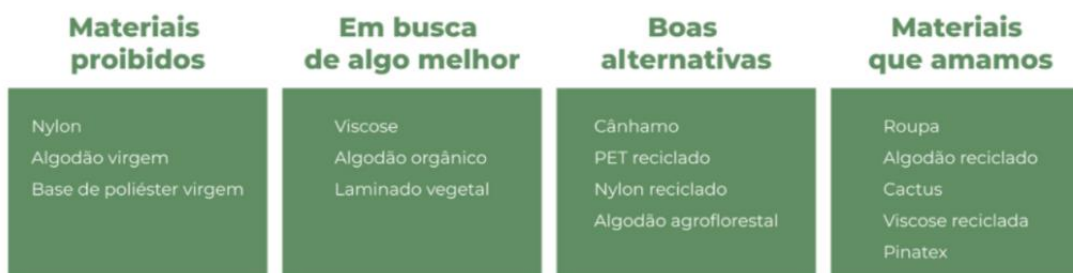 Materiais
proibidos
Nylon
Algodão virgem
Base de poliéster virgem
Em busca
de algo melhor
Viscose
Algodão orgânico
Laminado vegetal
Boas
alternativas
Cânhamo
PET reciclado
Nylon reciclado
Algodão agroflorestal
Materiais
que amamos
Roupa
Algodão reciclado
Cactus
Viscose reciclada
Pinatex